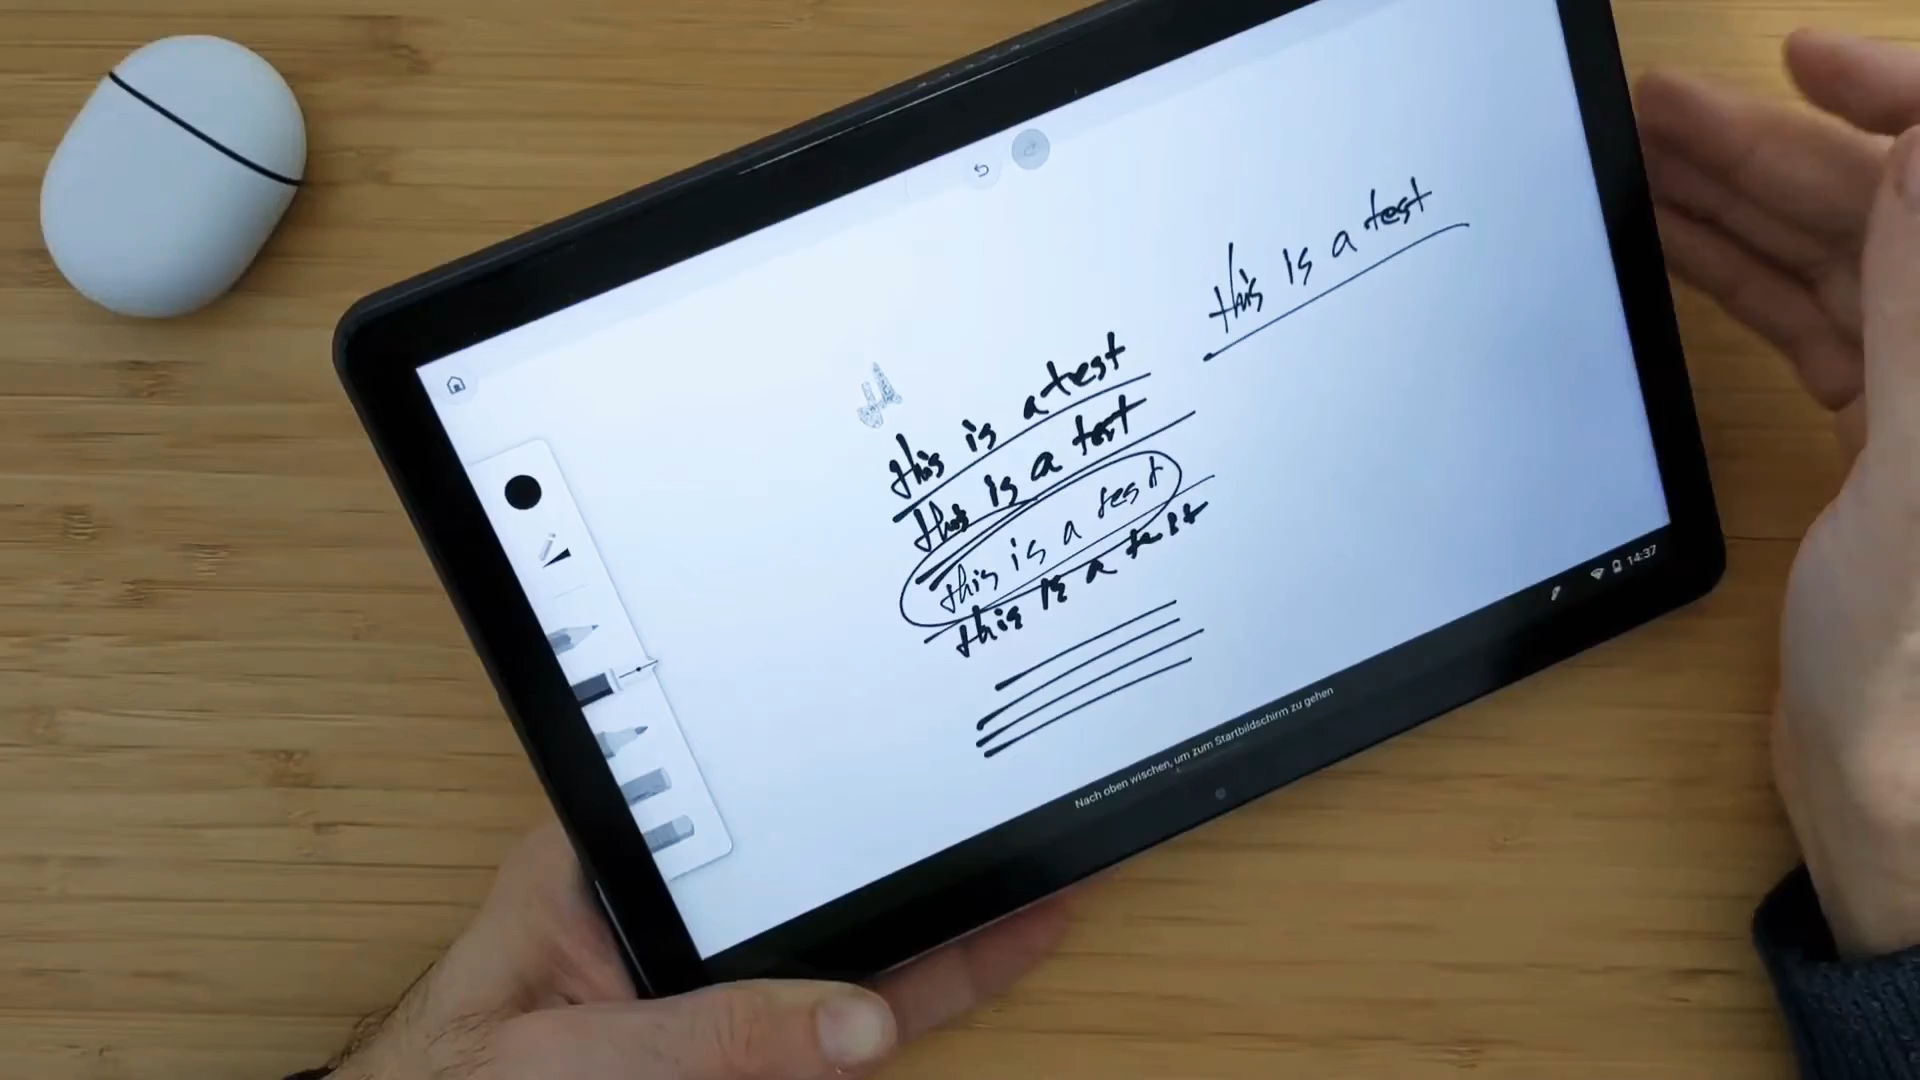 this is a test
this is a test
this is a test
this is a test
this is a test
Nach oben wischen, um zum Startbildschirm zu gehen
14:37